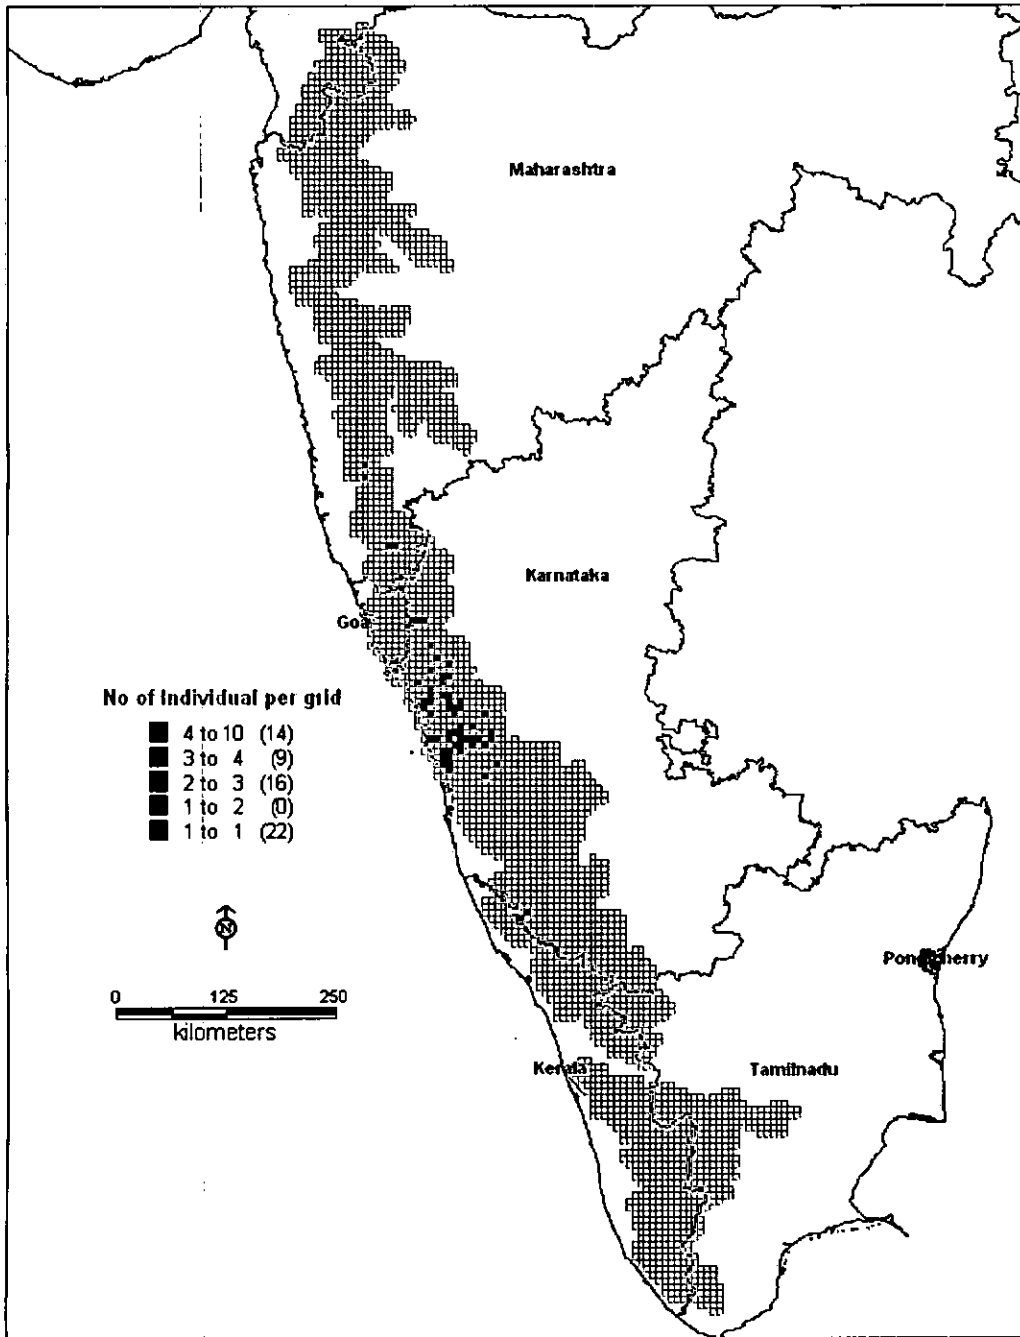 Maharashtra
Karnataka
Goa
No of Individual per grid
4 to 10 (14)
3 to 4 (9)
2 to 3 (16)
1 to 2 (0)
1 to 1 (22)
N
Pondicherry
0 125 250
kilometers
Kerala
Tamilnadu